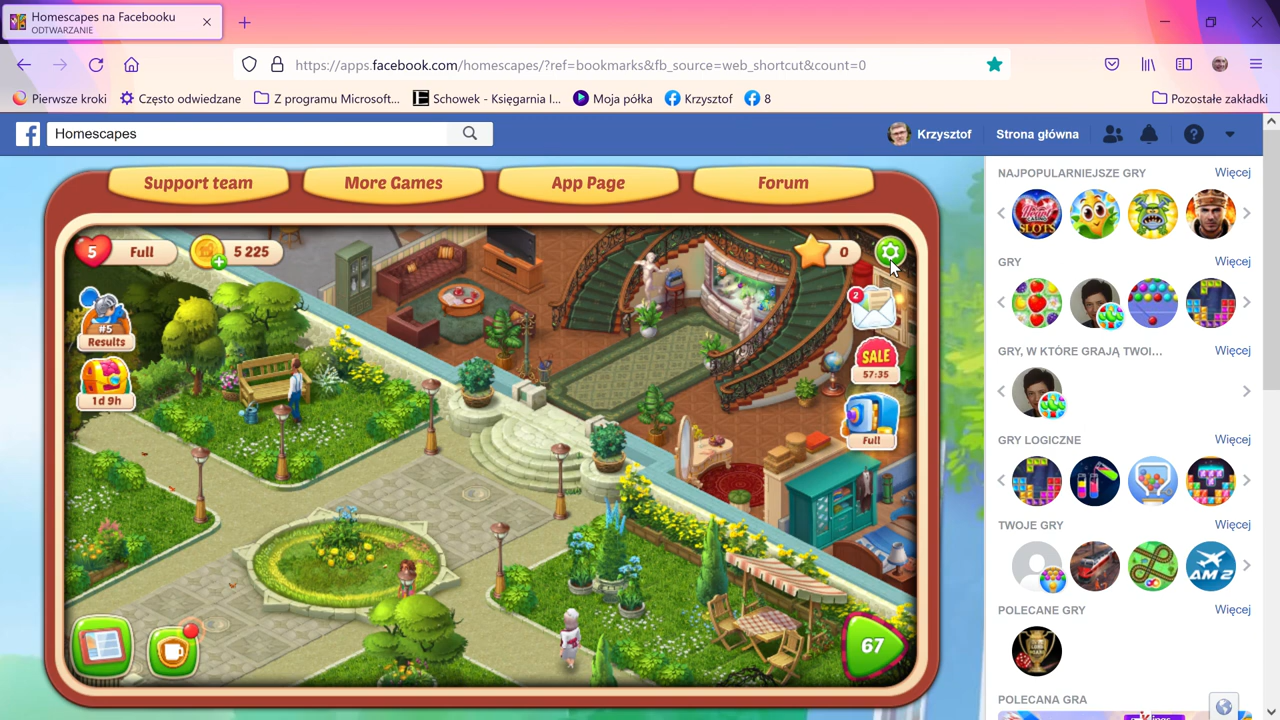 Homescapes na Facebooku
ODTWARZANIE
https://apps.facebook.com/homescapes/?ref=bookmarks&fb_source=web_shortcut&count=0
Pierwsze kroki
Często odwiedzane
Z programu Microsoft...
Schowek - Księgarnia I...
Moja półka
Krzysztof
8
Pozostałe zakładki
Homescapes
Krzysztof
Strona główna
Support team
More Games
App Page
Forum
5
Full
5 225
0
#5
Results
1d 9h
2
SALE
57:35
Full
67
NAJPOPULARNIEJSZE GRY
Więcej
Heart
SLOTS
GRY
Więcej
GRY, W KTÓRE GRAJĄ TWOI...
Więcej
GRY LOGICZNE
Więcej
TWOJE GRY
Więcej
AM 2
POLECANE GRY
Więcej
POLECANA GRA